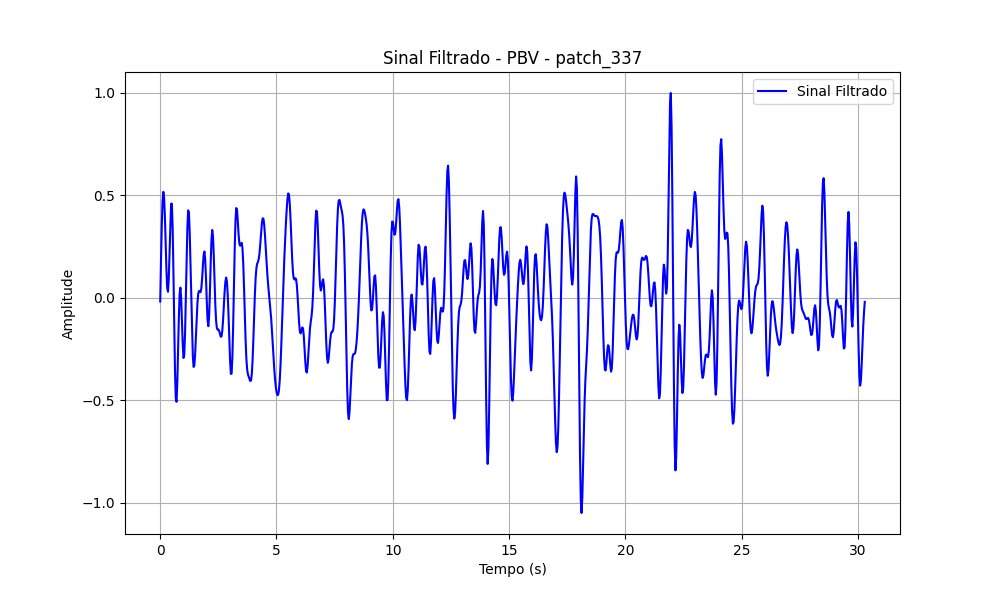 Sinal Filtrado - PBV - patch_337
Sinal Filtrado
1.0
0.5
0.0
−0.5
−1.0
Amplitude
0 5 10 15 20 25 30
Tempo (s)